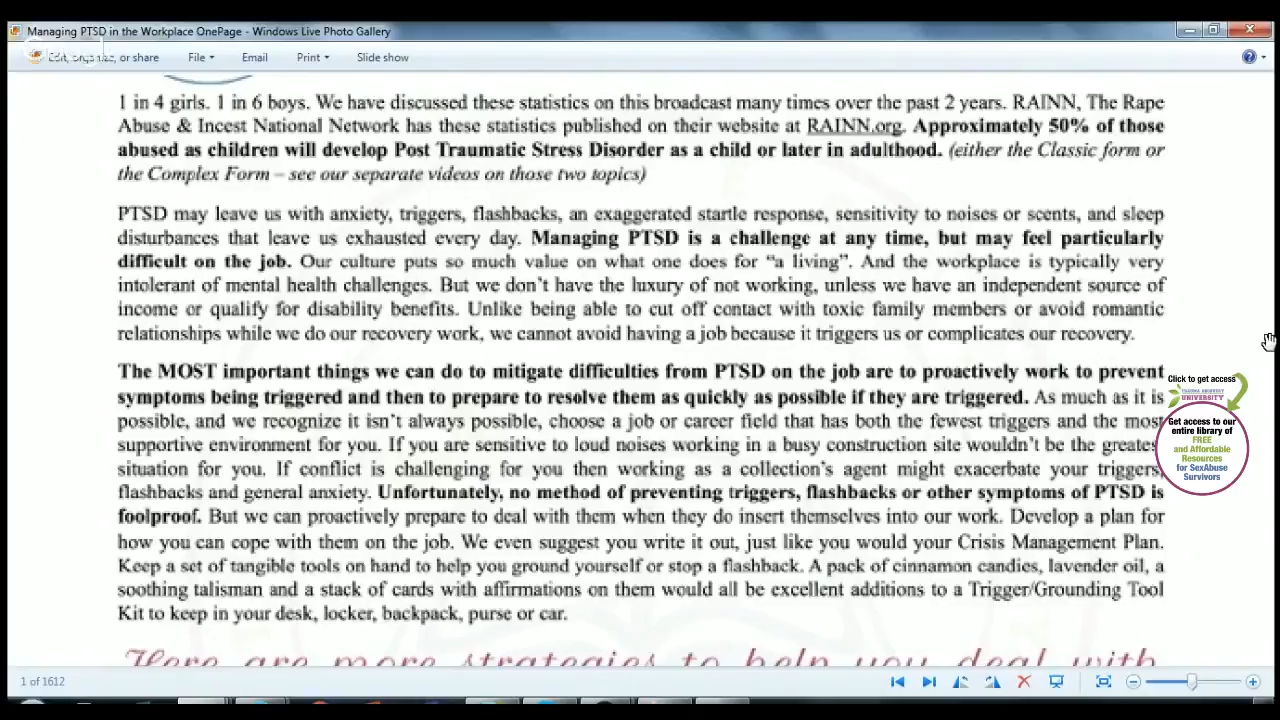 Managing PTSD in the Workplace OnePage - Windows Live Photo Gallery
Edit, organize, or share File Email Print Slide show
1 in 4 girls. 1 in 6 boys. We have discussed these statistics on this broadcast many times over the past 2 years. RAINN, The Rape
Abuse & Incest National Network has these statistics published on their website at RAINN.org. Approximately 50% of those
abused as children will develop Post Traumatic Stress Disorder as a child or later in adulthood. (either the Classic form or
the Complex Form – see our separate videos on those two topics)
PTSD may leave us with anxiety, triggers, flashbacks, an exaggerated startle response, sensitivity to noises or scents, and sleep
disturbances that leave us exhausted every day. Managing PTSD is a challenge at any time, but may feel particularly
difficult on the job. Our culture puts so much value on what one does for “a living”. And the workplace is typically very
intolerant of mental health challenges. But we don’t have the luxury of not working, unless we have an independent source of
income or qualify for disability benefits. Unlike being able to cut off contact with toxic family members or avoid romantic
relationships while we do our recovery work, we cannot avoid having a job because it triggers us or complicates our recovery.
The MOST important things we can do to mitigate difficulties from PTSD on the job are to proactively work to prevent
symptoms being triggered and then to prepare to resolve them as quickly as possible if they are triggered. As much as it is
possible, and we recognize it isn’t always possible, choose a job or career field that has both the fewest triggers and the most
supportive environment for you. If you are sensitive to loud noises working in a busy construction site wouldn’t be the greates
situation for you. If conflict is challenging for you then working as a collection’s agent might exacerbate your triggers,
flashbacks and general anxiety. Unfortunately, no method of preventing triggers, flashbacks or other symptoms of PTSD is
foolproof. But we can proactively prepare to deal with them when they do insert themselves into our work. Develop a plan for
how you can cope with them on the job. We even suggest you write it out, just like you would your Crisis Management Plan.
Keep a set of tangible tools on hand to help you ground yourself or stop a flashback. A pack of cinnamon candies, lavender oil, a
soothing talisman and a stack of cards with affirmations on them would all be excellent additions to a Trigger/Grounding Tool
Kit to keep in your desk, locker, backpack, purse or car.
Here are more strategies to help you deal with
Click to get access
TRAUMA RECOVERY
UNIVERSITY
Get access to our
entire library of
FREE
and Affordable
Resources
for SexAbuse
Survivors
1 of 1612